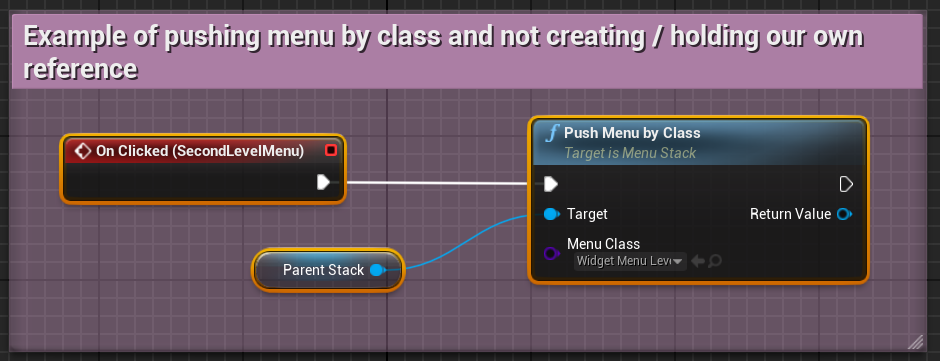 Example of pushing menu by class and not creating / holding our own
reference
On Clicked (SecondLevelMenu)
Push Menu by Class
Target is Menu Stack
Target
Return Value
Menu Class
Widget Menu Lev
Parent Stack